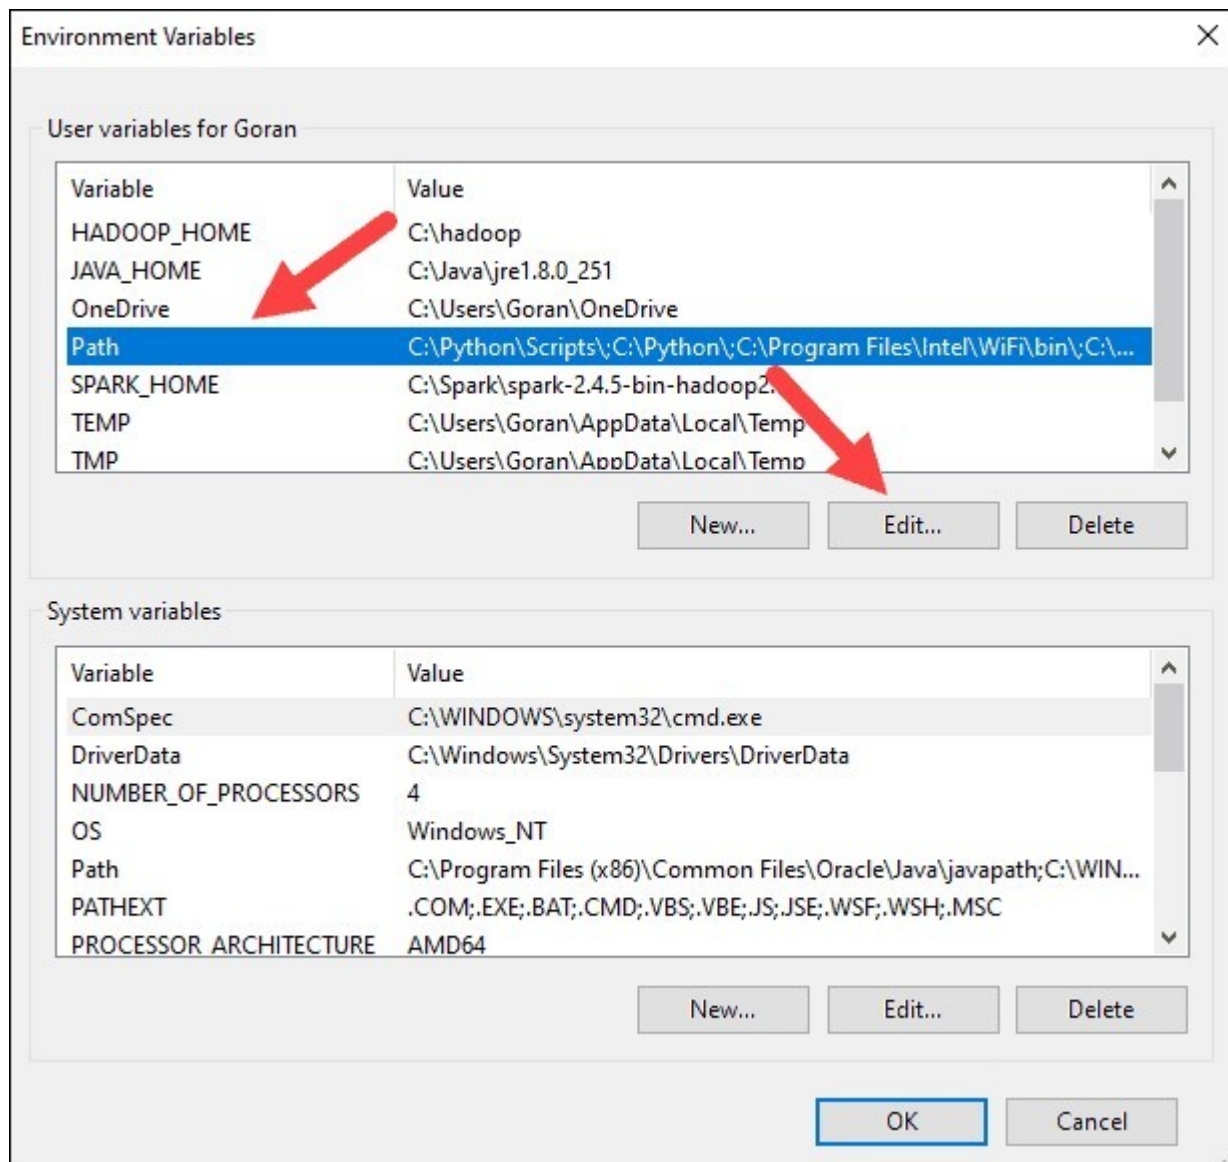 Environment Variables
User variables for Goran
Variable Value
HADOOP_HOME C:\hadoop
JAVA_HOME C:\Java\jre1.8.0_251
OneDrive C:\Users\Goran\OneDrive
Path C:\Python\Scripts\;C:\Python\;C:\Program Files\Intel\WiFi\bin\;C:\...
SPARK_HOME C:\Spark\spark-2.4.5-bin-hadoop2.
TEMP C:\Users\Goran\AppData\Local\Temp
TMP C:\Users\Goran\AppData\Local\Temp
New... Edit... Delete
System variables
Variable Value
ComSpec C:\WINDOWS\system32\cmd.exe
DriverData C:\Windows\System32\Drivers\DriverData
NUMBER_OF_PROCESSORS 4
OS Windows_NT
Path C:\Program Files (x86)\Common Files\Oracle\Java\javapath;C:\WIN...
PATHEXT .COM;.EXE;.BAT;.CMD;.VBS;.VBE;.JS;.JSE;.WSF;.WSH;.MSC
PROCESSOR_ARCHITECTURE AMD64
New... Edit... Delete
OK Cancel